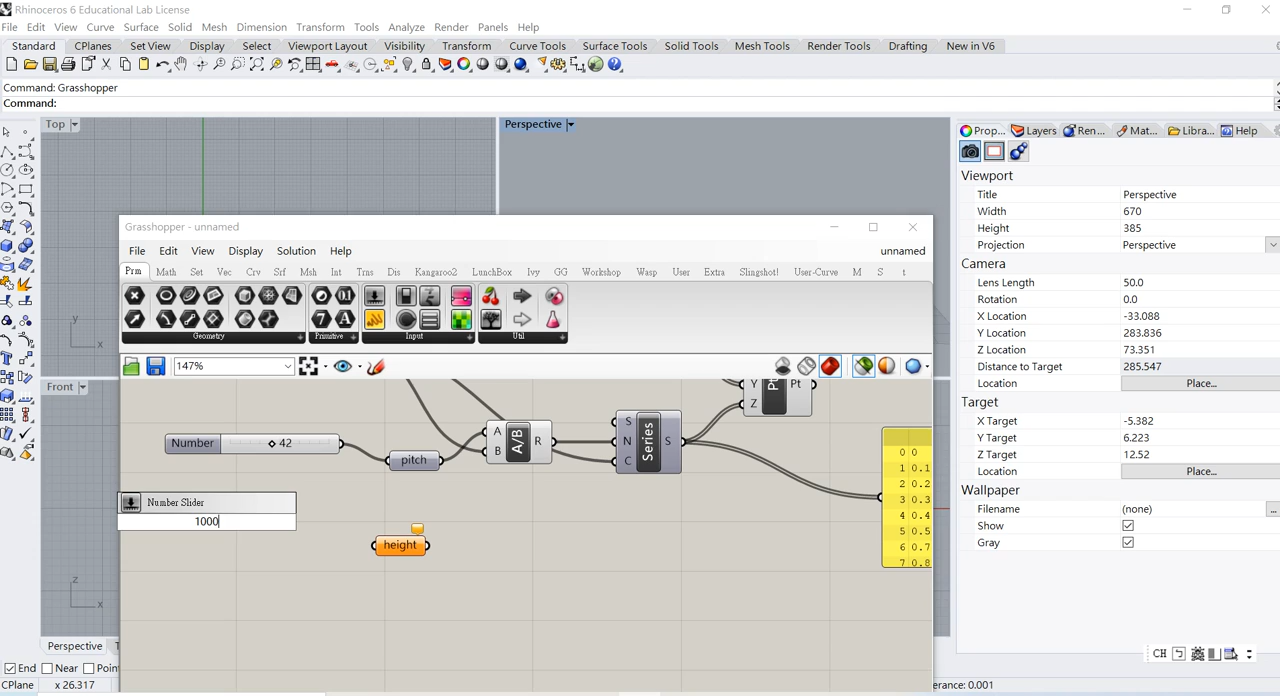 Rhinoceros 6 Educational Lab License
File Edit View Curve Surface Solid Mesh Dimension Transform Tools Analyze Render Panels Help
Standard CPlanes Set View Display Select Viewport Layout Visibility Transform Curve Tools Surface Tools Solid Tools Mesh Tools Render Tools Drafting New in V6
Command: Grasshopper
Command:
Top
Perspective
Prop... Layers Ren... Mat... Libra... Help
Viewport
Title Perspective
Width 670
Height 385
Projection Perspective
Camera
Lens Length 50.0
Rotation 0.0
X Location -33.088
Y Location 283.836
Z Location 73.351
Distance to Target 285.547
Location Place...
Target
X Target -5.382
Y Target 6.223
Z Target 12.52
Location Place...
Wallpaper
Filename (none) ...
Show
Gray
Grasshopper - unnamed
File Edit View Display Solution Help unnamed
Prm Math Set Vec Crv Srf Msh Int Trns Dis Kangaroo2 LunchBox Ivy GG Workshop Wasp User Extra Slingshot! User-Curve M S t
Geometry Primitive Input Util
147%
Y Pt
Z
Number 42
pitch
A
B
A/B
R
S
N
C
Series
S
0 0
1 0.1
2 0.2
3 0.3
4 0.4
5 0.5
6 0.7
7 0.8
Number Slider
1000
height
y
x
Front
z
x
Perspective
End Near Point
CPlane x 26.317
erance: 0.001
CH